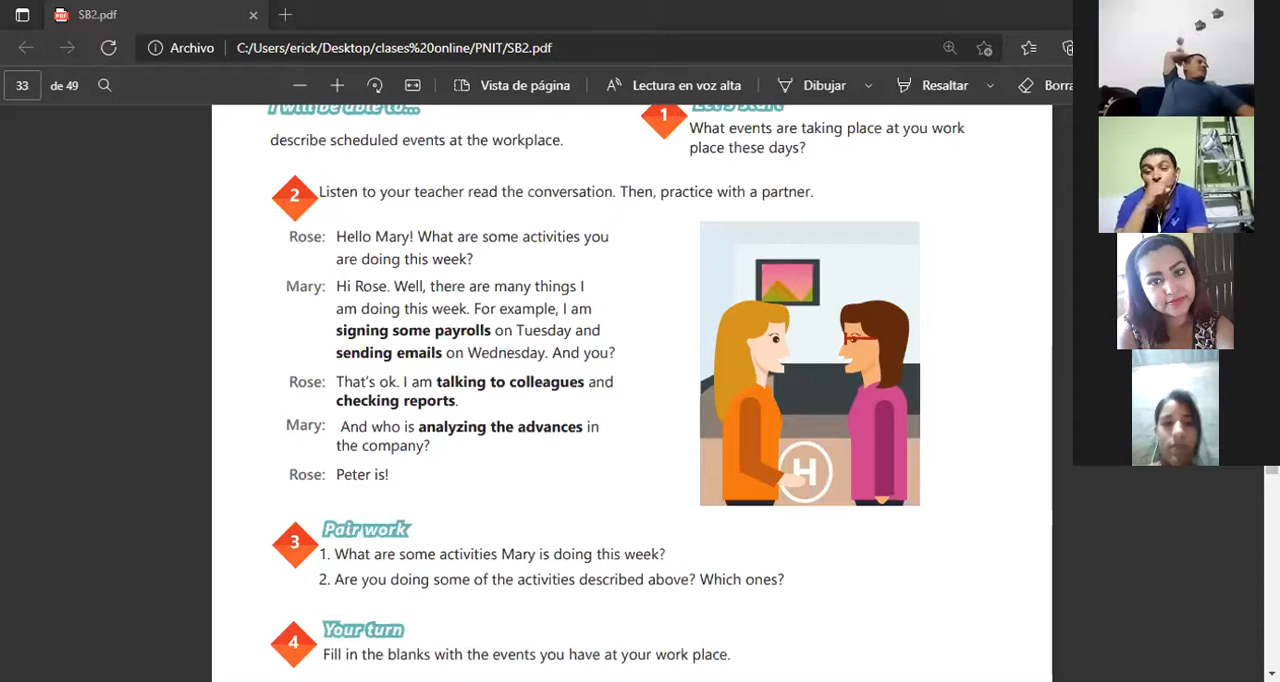 SB2.pdf
Archivo C:/Users/erick/Desktop/clases%20online/PNIT/SB2.pdf
33 de 49 Vista de página Lectura en voz alta Dibujar Resaltar Borra
I will be able to...
describe scheduled events at the workplace.
1 Let's start
What events are taking place at you work
place these days?
2 Listen to your teacher read the conversation. Then, practice with a partner.
Rose: Hello Mary! What are some activities you
are doing this week?
Mary: Hi Rose. Well, there are many things I
am doing this week. For example, I am
signing some payrolls on Tuesday and
sending emails on Wednesday. And you?
Rose: That's ok. I am talking to colleagues and
checking reports.
Mary: And who is analyzing the advances in
the company?
Rose: Peter is!
H
3 Pair work
1. What are some activities Mary is doing this week?
2. Are you doing some of the activities described above? Which ones?
4 Your turn
Fill in the blanks with the events you have at your work place.